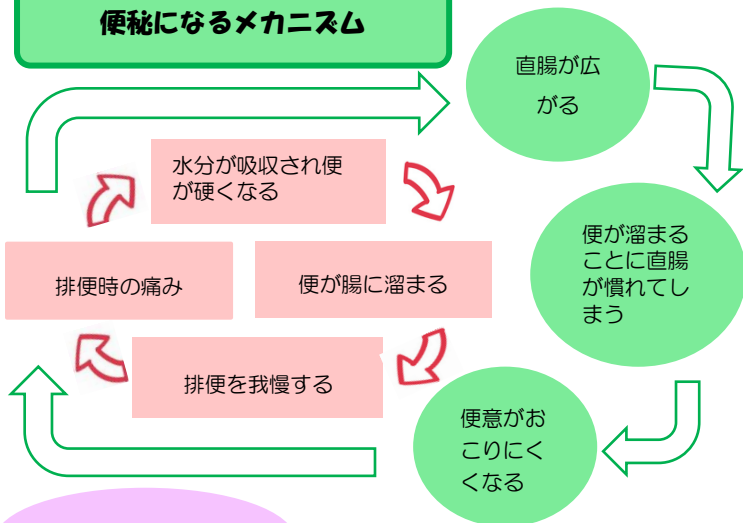 便秘になるメカニズム
直腸が広
がる
水分が吸収され便
が硬くなる
便が溜まる
ことに直腸
が慣れてし
まう
排便時の痛み
便が腸に溜まる
排便を我慢する
便意がお
こりにく
くなる